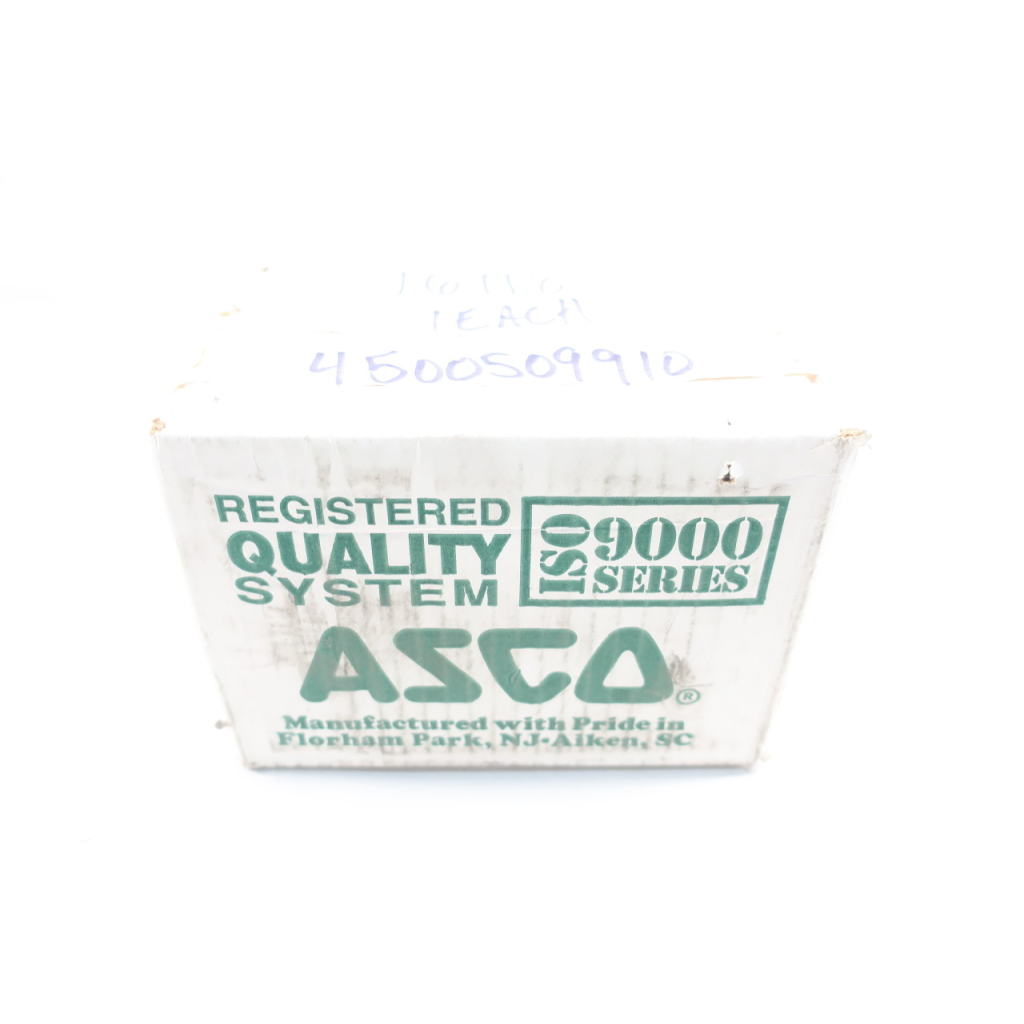 1 EACH
4500509910
REGISTERED
QUALITY
SYSTEM
ISO 9000
SERIES
ASCO®
Manufactured with Pride in
Florham Park, NJ-Aiken, SC